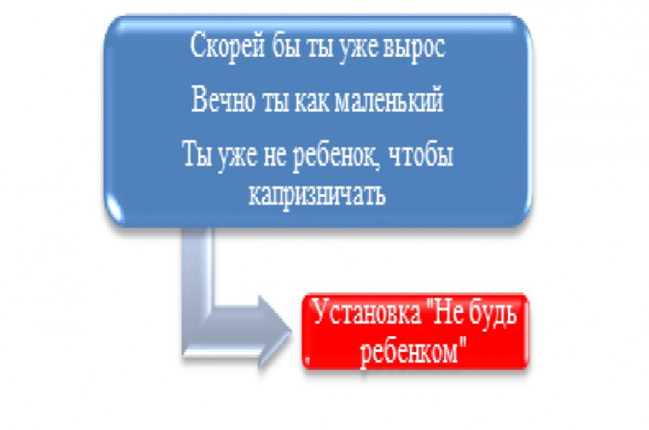 Скорей бы ты уже вырос
Вечно ты как маленький
Ты уже не ребенок, чтобы
капризничать
Установка "Не будь
ребенком"